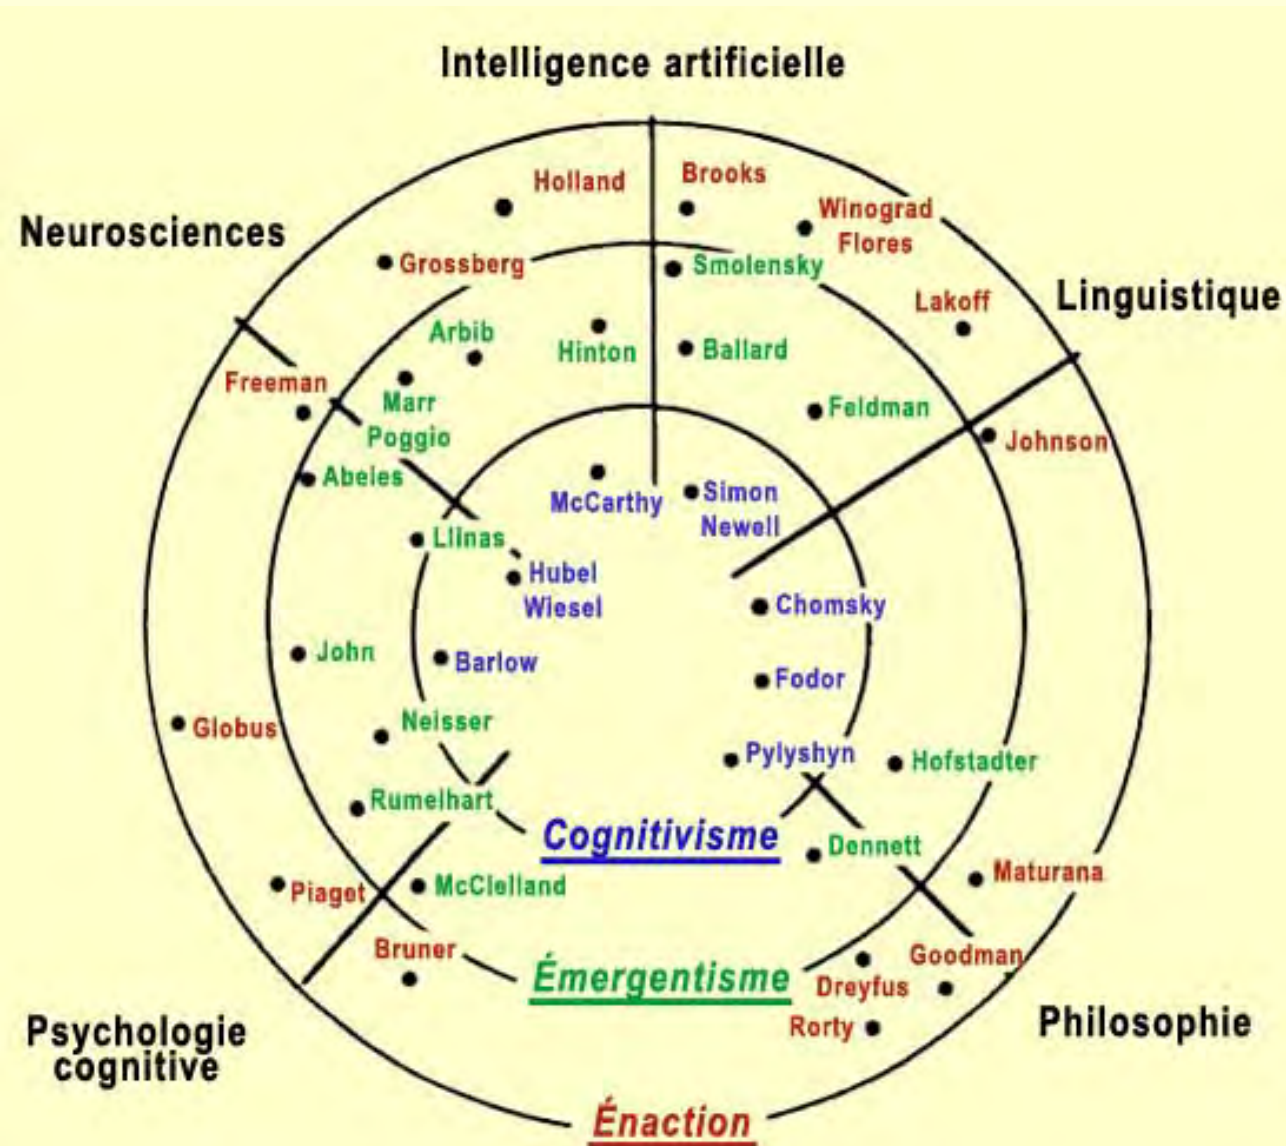 Intelligence artificielle
Holland
Brooks
Winograd
Flores
Neurosciences
Grossberg
Smolensky
Linguistique
Lakoff
Arbib
Hinton
Ballard
Freeman
Marr
Poggio
Feldman
Johnson
Abeles
McCarthy
Simon
Newell
Llinas
Hubel
Wiesel
Chomsky
John
Barlow
Fodor
Globus
Neisser
Pylyshyn
Hofstadter
Rumelhart
Cognitivisme
Dennett
Piaget
McClelland
Maturana
Bruner
Goodman
Émergentisme
Dreyfus
Rorty
Psychologie
cognitive
Philosophie
Énaction